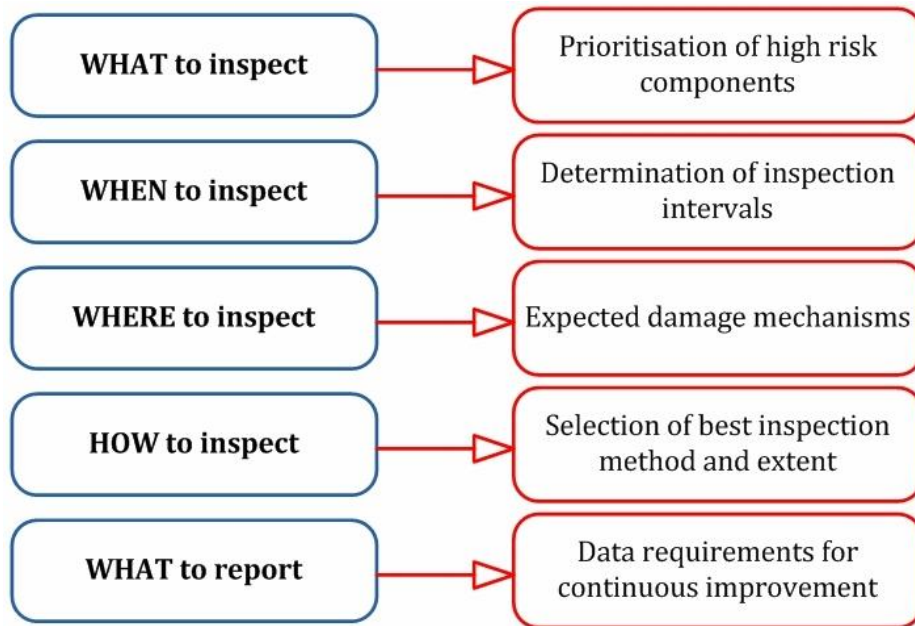 WHAT to inspect
Prioritisation of high risk
components
WHEN to inspect
Determination of inspection
intervals
WHERE to inspect
Expected damage mechanisms
HOW to inspect
Selection of best inspection
method and extent
WHAT to report
Data requirements for
continuous improvement